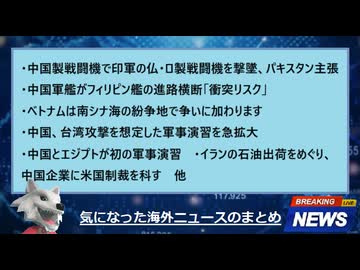 ・中国製戦闘機で印軍の仏・ロ製戦闘機を撃墜、パキスタン主張
・中国軍艦がフィリピン艦の進路横断「衝突リスク」
・ベトナムは南シナ海の紛争地で争いに加わります
・中国、台湾攻撃を想定した軍事演習を急拡大
・中国とエジプトが初の軍事演習　・イランの石油出荷をめぐり、
中国企業に米国制裁を科す　他
117.925
BREAKING LIVE
NEWS
気になった海外ニュースのまとめ